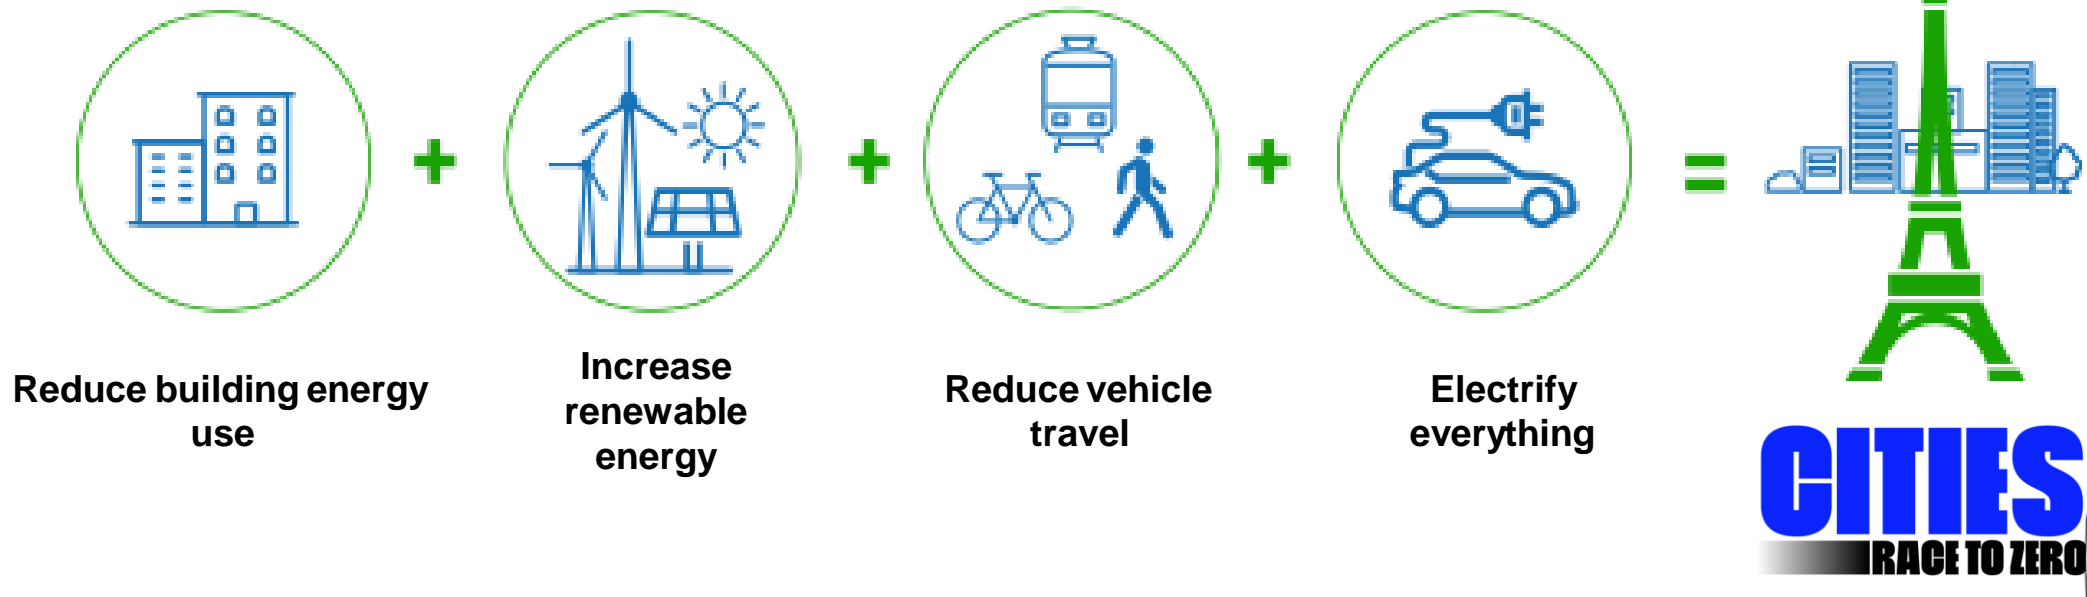 Reduce building energy
use
Increase
renewable
energy
Reduce vehicle
travel
Electrify
everything
CITIES
RACE TO ZERO